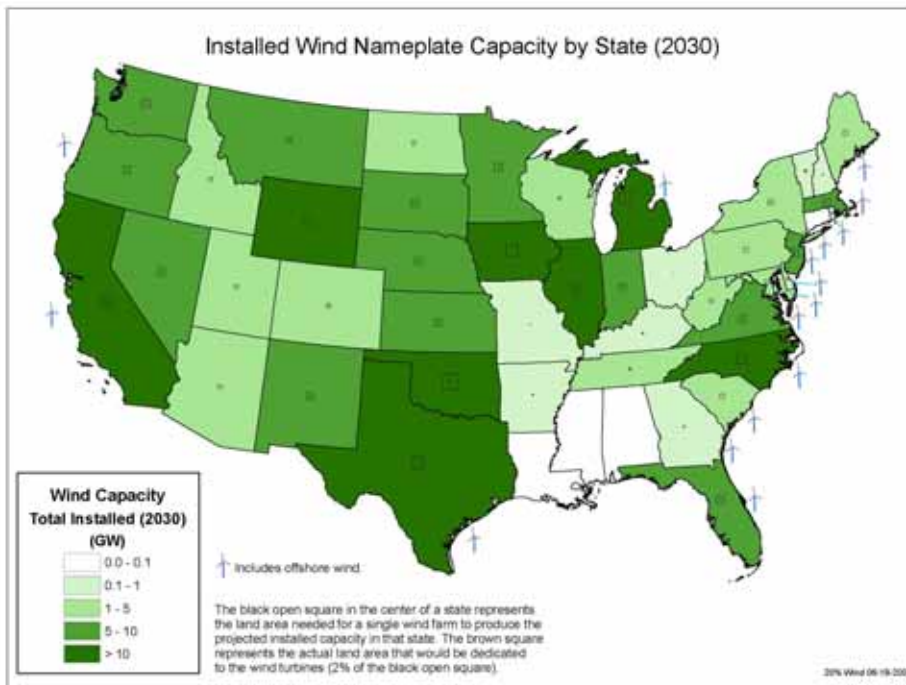 Installed Wind Nameplate Capacity by State (2030)
Wind Capacity
Total Installed (2030)
(GW)
0.0 - 0.1
0.1 - 1
1 - 5
5 - 10
> 10
Includes offshore wind.
The black open square in the center of a state represents
the land area needed for a single wind farm to produce the
projected installed capacity in that state. The brown square
represents the actual land area that would be dedicated
to the wind turbines (2% of the black open square).
20% Wind 06-19-200